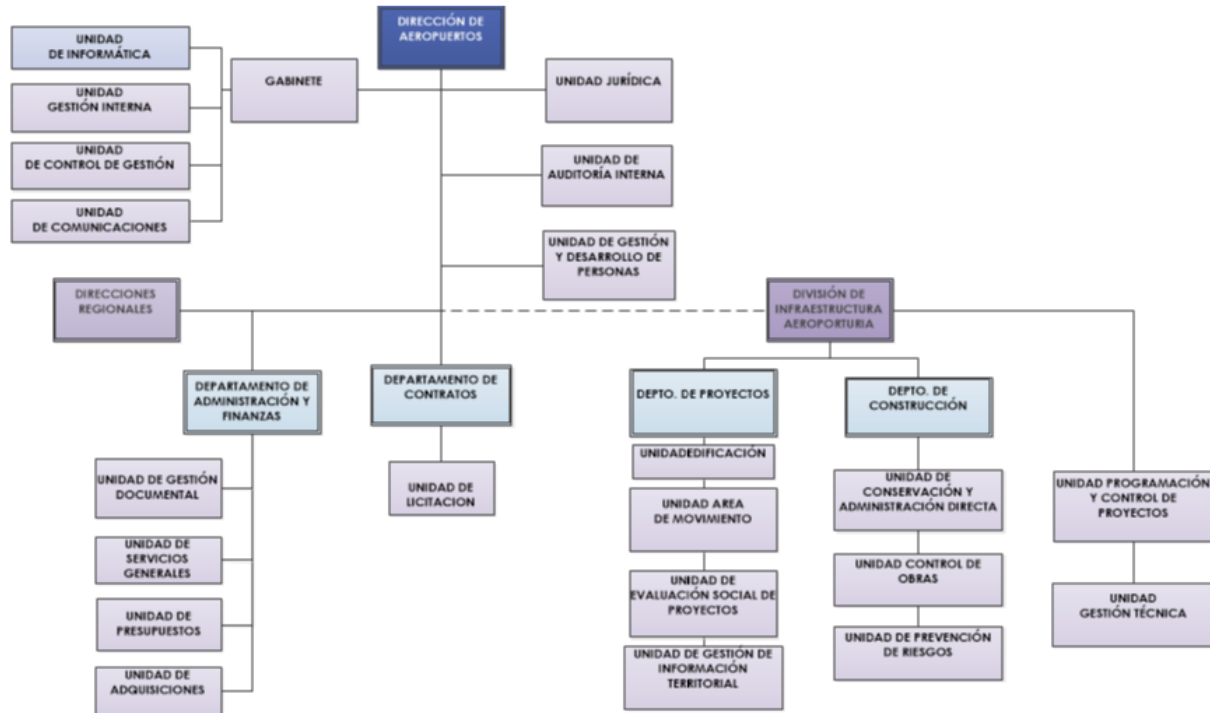 DIRECCIÓN DE
AEROPUERTOS
UNIDAD
DE INFORMÁTICA
UNIDAD
GESTIÓN INTERNA
UNIDAD
DE CONTROL DE GESTIÓN
UNIDAD
DE COMUNICACIONES
GABINETE
UNIDAD JURÍDICA
UNIDAD DE
AUDITORÍA INTERNA
UNIDAD DE GESTIÓN
Y DESARROLLO DE
PERSONAS
DIRECCIONES
REGIONALES
DIVISIÓN DE
INFRAESTRUCTURA
AEROPORTURIA
DEPARTAMENTO DE
ADMINISTRACIÓN Y
FINANZAS
DEPARTAMENTO DE
CONTRATOS
DEPTO. DE PROYECTOS
DEPTO. DE
CONSTRUCCIÓN
UNIDAD DE GESTIÓN
DOCUMENTAL
UNIDAD DE
SERVICIOS
GENERALES
UNIDAD DE
PRESUPUESTOS
UNIDAD DE
ADQUISICIONES
UNIDAD DE
LICITACION
UNIDADEDIFICACIÓN
UNIDAD AREA
DE MOVIMIENTO
UNIDAD DE
EVALUACIÓN SOCIAL DE
PROYECTOS
UNIDAD DE GESTIÓN DE
INFORMACIÓN
TERRITORIAL
UNIDAD DE
CONSERVACIÓN Y
ADMINISTRACIÓN DIRECTA
UNIDAD CONTROL DE
OBRAS
UNIDAD DE PREVENCIÓN
DE RIESGOS
UNIDAD PROGRAMACIÓN
Y CONTROL DE
PROYECTOS
UNIDAD
GESTIÓN TÉCNICA